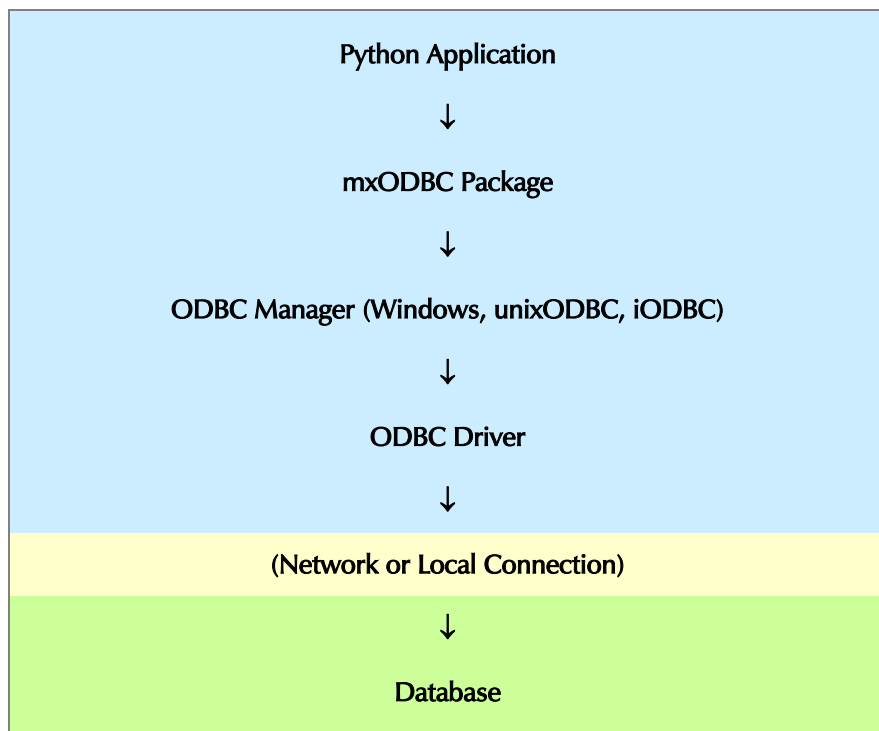 Python Application
↓
mxODBC Package
↓
ODBC Manager (Windows, unixODBC, iODBC)
↓
ODBC Driver
↓
(Network or Local Connection)
↓
Database